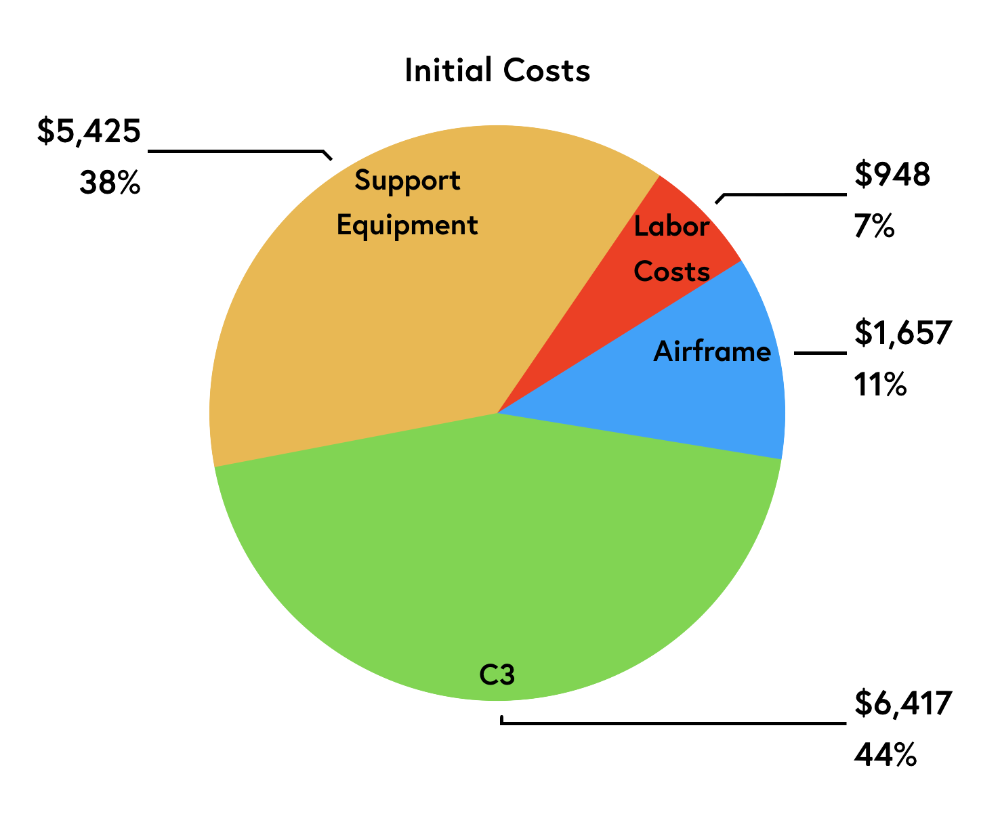 Initial Costs
$5,425
38%
Support
Equipment
$948
7%
Labor
Costs
$1,657
11%
Airframe
C3
$6,417
44%